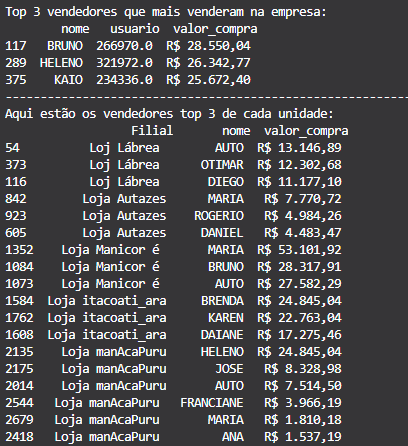 Top 3 vendedores que mais venderam na empresa:
nome usuario valor_compra
117 BRUNO 266970.0 R$ 28.550,04
289 HELENO 321972.0 R$ 26.342,77
375 KAIO 234336.0 R$ 25.672,40
--------------------------------------------------------
Aqui estão os vendedores top 3 de cada unidade:
Filial nome valor_compra
54 Loj Lábrea AUTO R$ 13.146,89
373 Loj Lábrea OTIMAR R$ 12.302,68
116 Loj Lábrea DIEGO R$ 11.177,10
842 Loja Autazes MARIA R$ 7.770,72
923 Loja Autazes ROGERIO R$ 4.984,26
605 Loja Autazes DANIEL R$ 4.483,47
1352 Loja Manicor é MARIA R$ 53.101,92
1084 Loja Manicor é BRUNO R$ 28.317,91
1073 Loja Manicor é AUTO R$ 27.582,29
1584 Loja itacoati_ara BRENDA R$ 24.845,04
1762 Loja itacoati_ara KAREN R$ 22.763,04
1608 Loja itacoati_ara DAIANE R$ 17.275,46
2135 Loja manAcaPuru HELENO R$ 24.845,04
2175 Loja manAcaPuru JOSE R$ 8.328,98
2014 Loja manAcaPuru AUTO R$ 7.514,50
2544 Loja manAcaPuru FRANCIANE R$ 3.966,19
2679 Loja manAcaPuru MARIA R$ 1.810,18
2418 Loja manAcaPuru ANA R$ 1.537,19